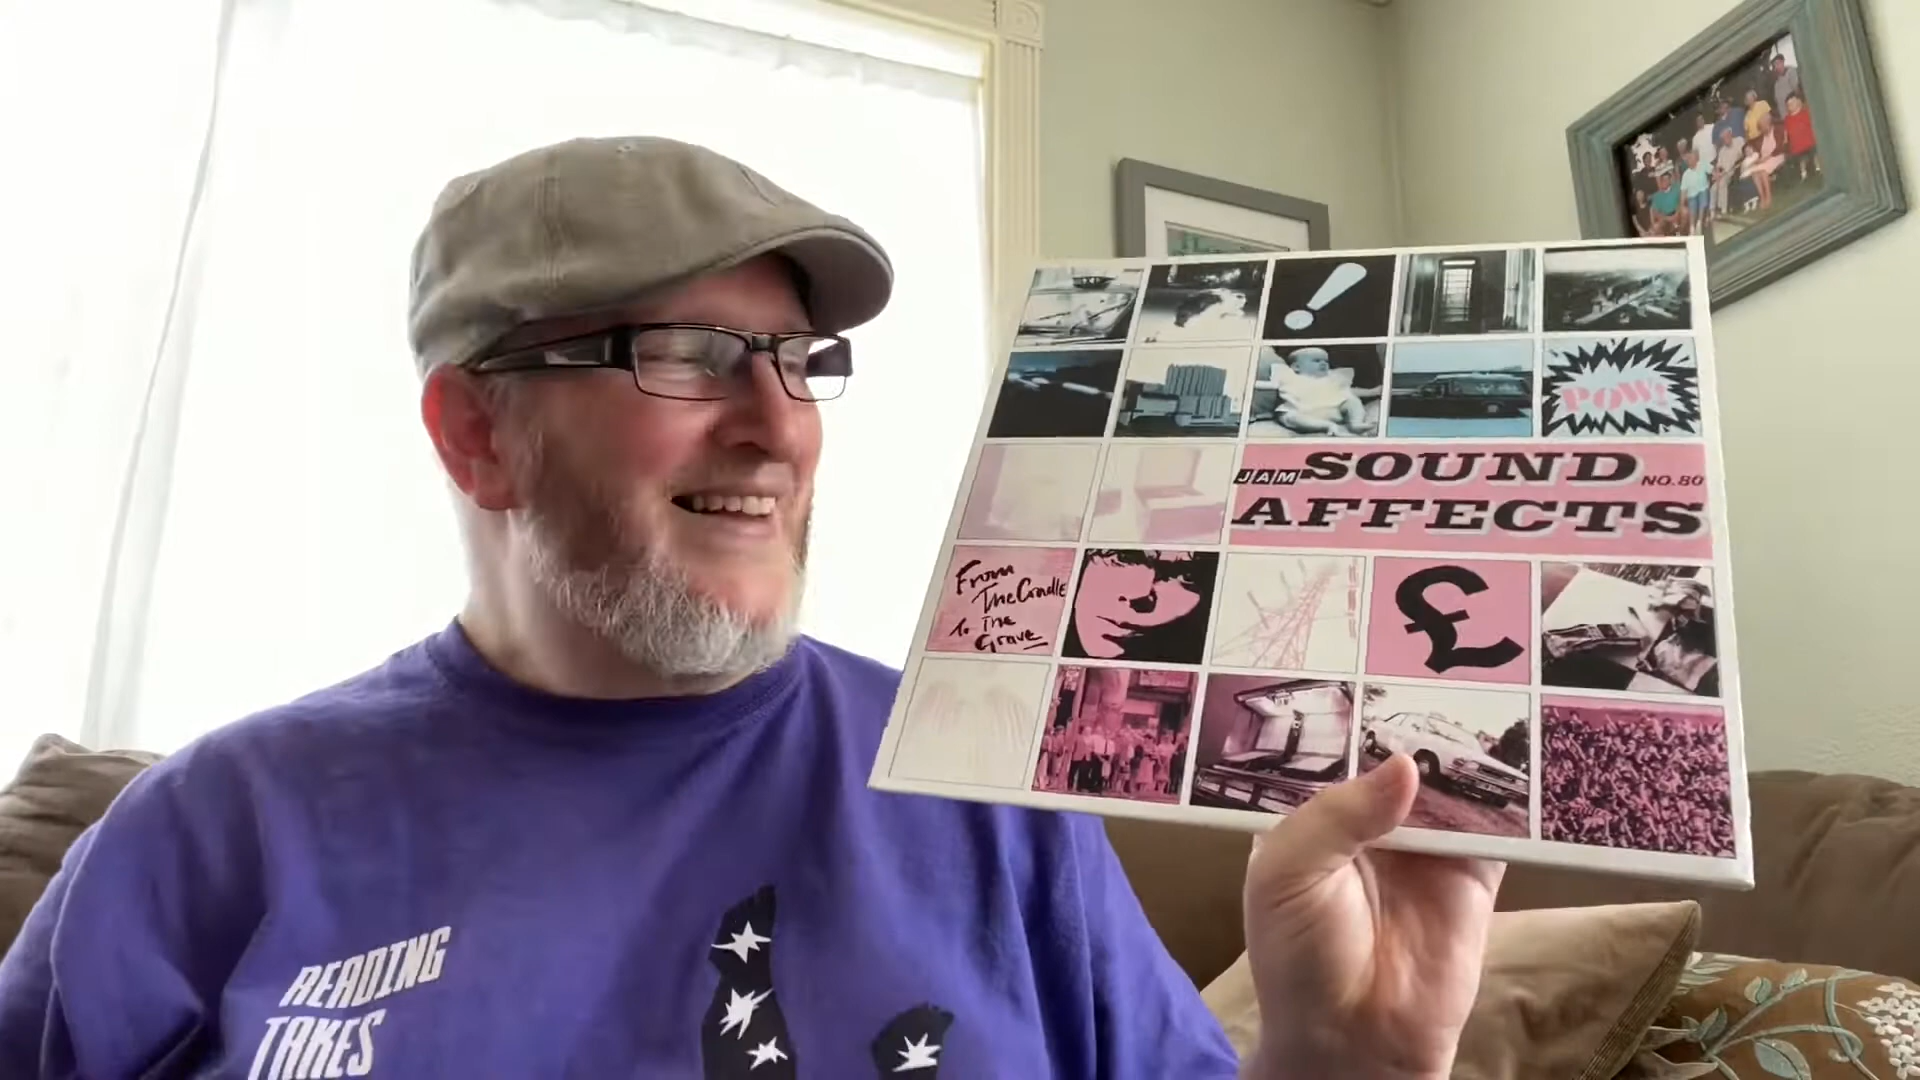 !
POW!
JAM SOUND NO.80
AFFECTS
From
The Cradle
To The
Grave
£
READING
TAKES